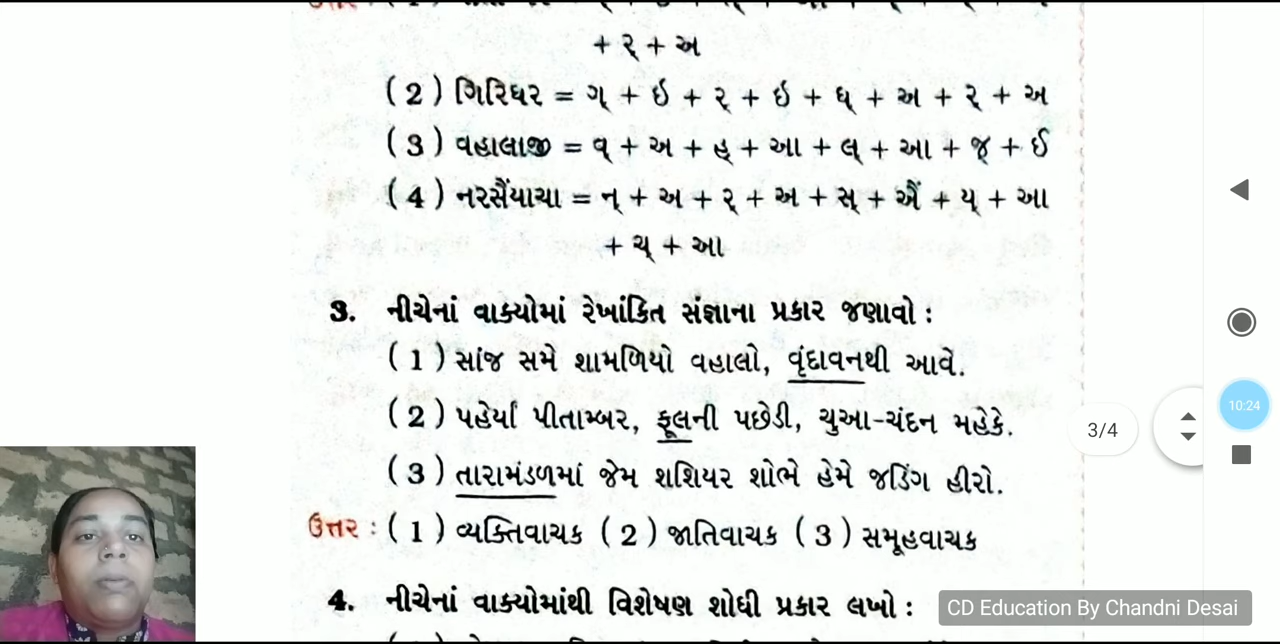 + ર્ + અ
( 2 ) ગિરિધર = ગ્ + ઇ + ર્ + ઇ + ધ્ + અ + ર્ + અ
( 3 ) વહાલાજી = વ્ + અ + હ્ + આ + લ્ + આ + જ્ + ઈ
( 4 ) નરસૈંયાચા = ન્ + અ + ર્ + અ + સ્ + ઐં + ય્ + આ
+ ચ્ + આ
3. નીચેનાં વાક્યોમાં રેખાંકિત સંજ્ઞાના પ્રકાર જણાવો :
( 1 ) સાંજ સમે શામળિયો વહાલો, વૃંદાવનથી આવે.
( 2 ) પહેર્યાં પીતામ્બર, ફૂલની પછેડી, ચુઆ-ચંદન મહેકે.
( 3 ) તારામંડળમાં જેમ શશિયર શોભે હેમે જડિંગ હીરો.
ઉત્તર : ( 1 ) વ્યક્તિવાચક ( 2 ) જાતિવાચક ( 3 ) સમૂહવાચક
4. નીચેનાં વાક્યોમાંથી વિશેષણ શોધી પ્રકાર લખો :
10:24
3/4
CD Education By Chandni Desai